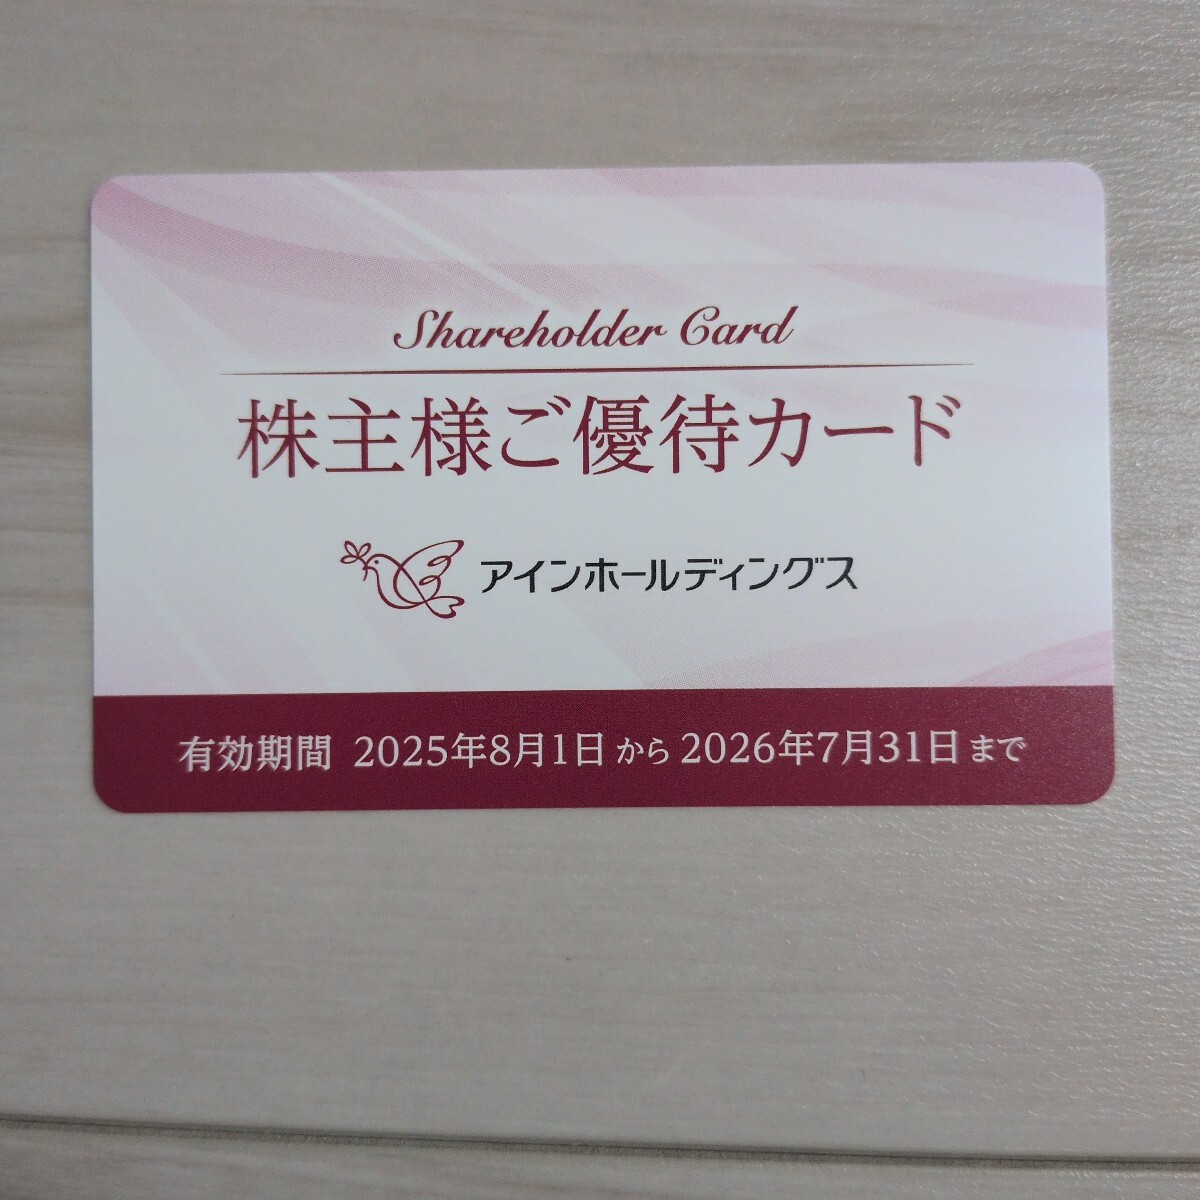 Shareholder Card
株主様ご優待カード
アインホールディングス
有効期間 2025年8月1日から2026年7月31日まで